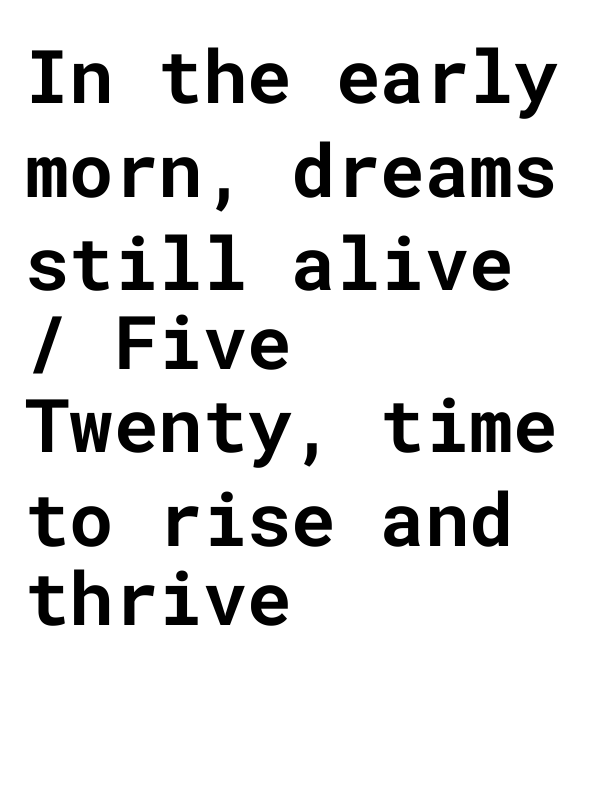 In the early
morn, dreams
still alive
/ Five
Twenty, time
to rise and
thrive